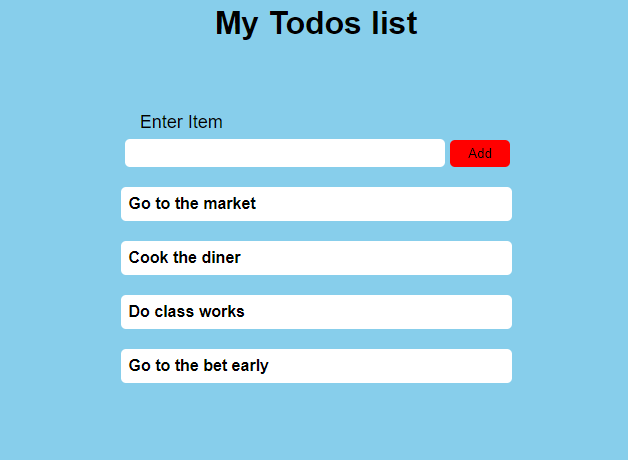 My Todos list
Enter Item
Add
Go to the market
Cook the diner
Do class works
Go to the bet early